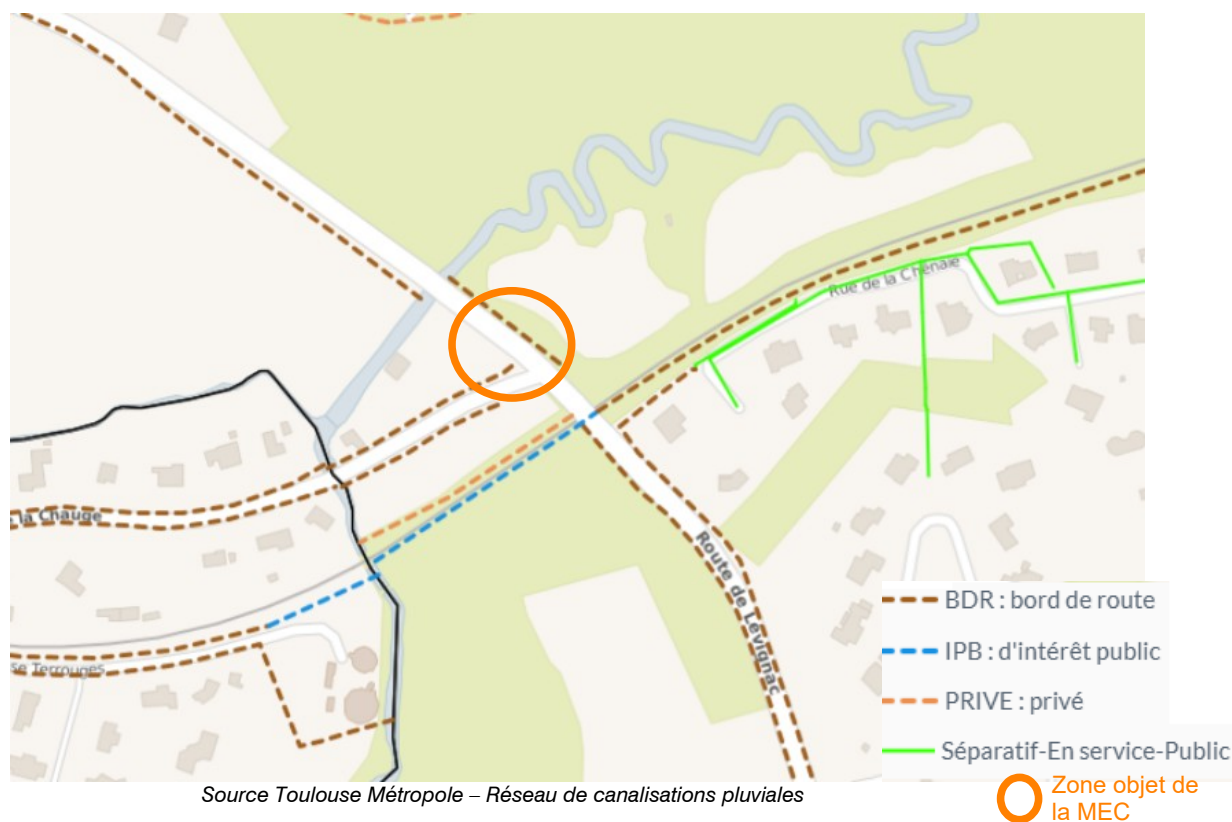 Rue de la Chênaie
e la Chauge
Route de Lévignac
se Terrouges
BDR : bord de route
IPB : d'intérêt public
PRIVE : privé
Séparatif-En service-Public
Source Toulouse Métropole – Réseau de canalisations pluviales
Zone objet de
la MEC